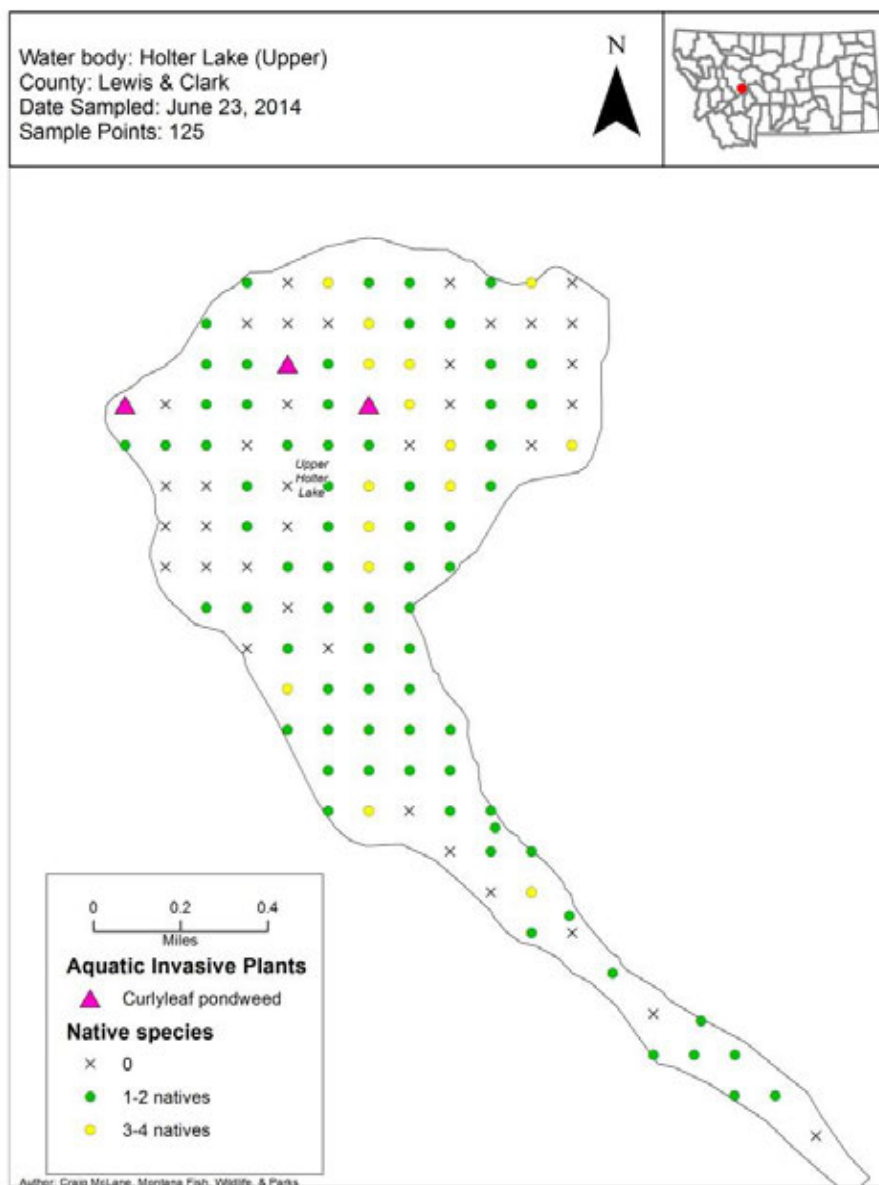 Water body: Holter Lake (Upper)
County: Lewis & Clark
Date Sampled: June 23, 2014
Sample Points: 125
N
Upper
Holter
Lake
0 0.2 0.4
Miles
Aquatic Invasive Plants
Curlyleaf pondweed
Native species
0
1-2 natives
3-4 natives
Author: Craig McLane, Montana Fish, Wildlife, & Parks